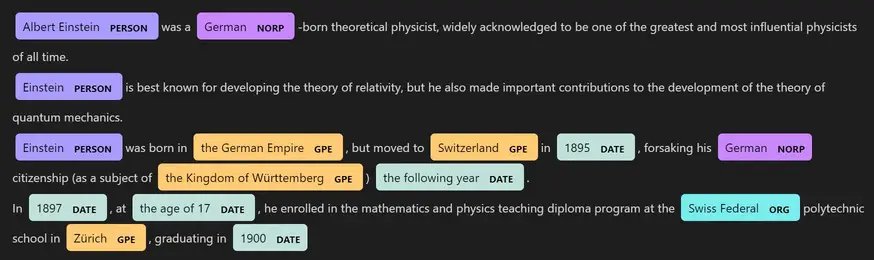 Albert Einstein PERSON was a German NORP -born theoretical physicist, widely acknowledged to be one of the greatest and most influential physicists
of all time.
Einstein PERSON is best known for developing the theory of relativity, but he also made important contributions to the development of the theory of
quantum mechanics.
Einstein PERSON was born in the German Empire GPE , but moved to Switzerland GPE in 1895 DATE , forsaking his German NORP
citizenship (as a subject of the Kingdom of Württemberg GPE ) the following year DATE .
In 1897 DATE , at the age of 17 DATE , he enrolled in the mathematics and physics teaching diploma program at the Swiss Federal ORG polytechnic
school in Zürich GPE , graduating in 1900 DATE